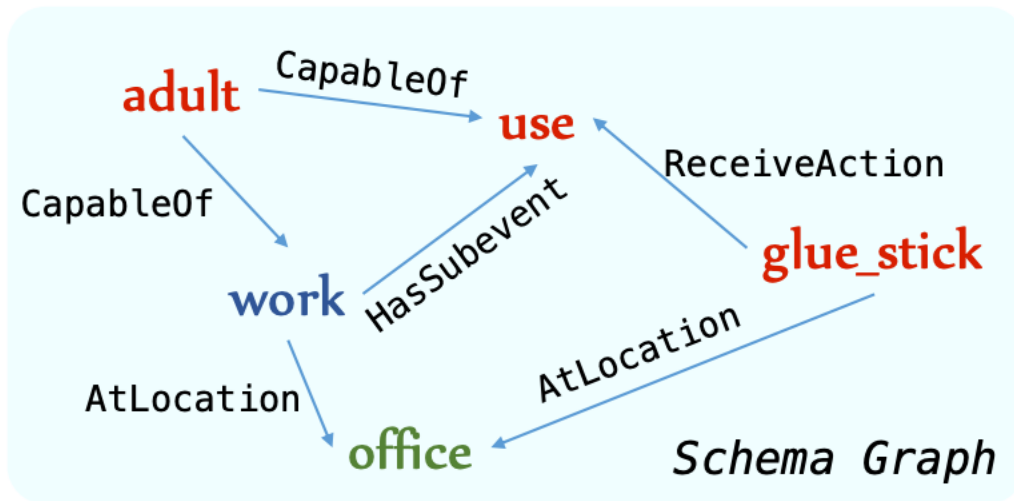 CapableOf
adult
use
ReceiveAction
CapableOf
glue_stick
HasSubevent
work
AtLocation
AtLocation
office
Schema Graph